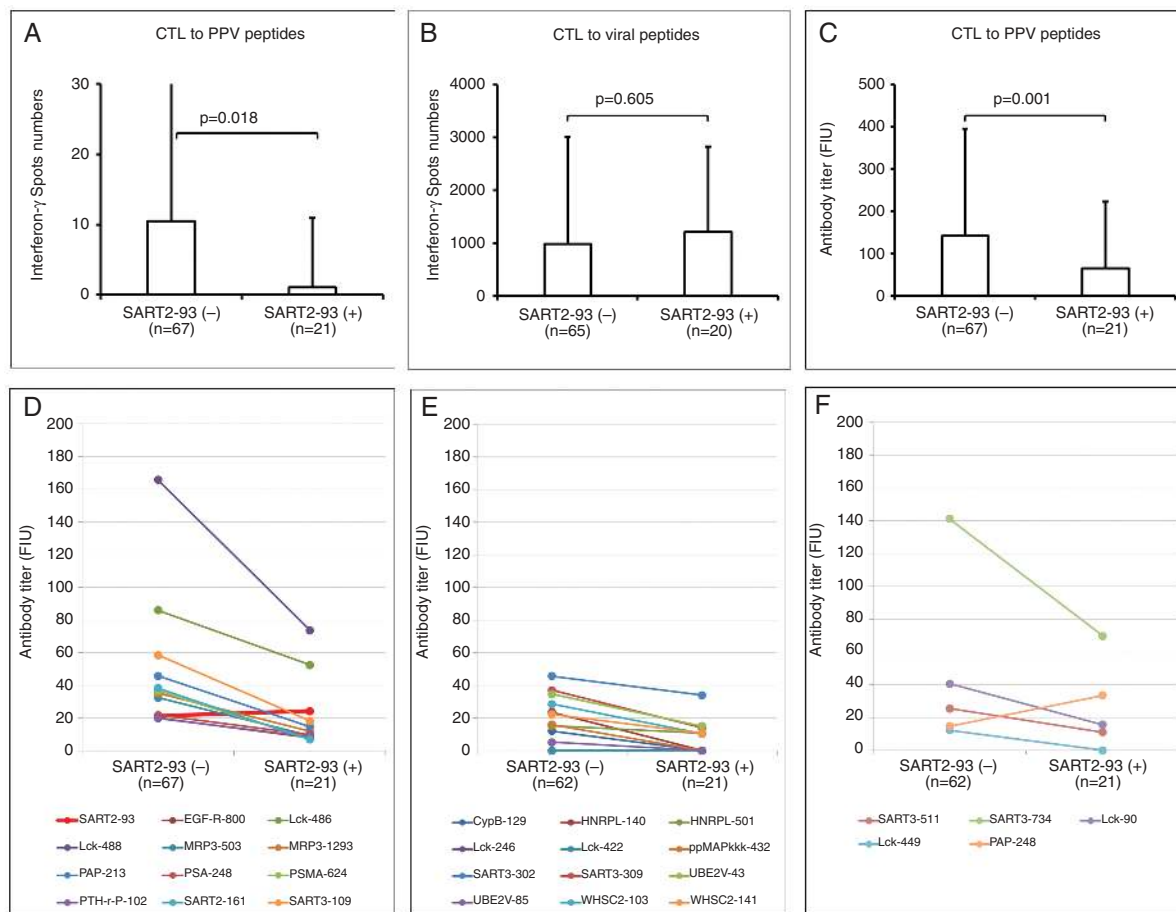 A
CTL to PPV peptides
Interferon-γ Spots numbers
30
20
10
0
p=0.018
SART2-93 (–)
(n=67)
SART2-93 (+)
(n=21)
B
CTL to viral peptides
Interferon-γ Spots numbers
4000
3000
2000
1000
0
p=0.605
SART2-93 (–)
(n=65)
SART2-93 (+)
(n=20)
C
CTL to PPV peptides
Antibody titer (FIU)
500
400
300
200
100
0
p=0.001
SART2-93 (–)
(n=67)
SART2-93 (+)
(n=21)
D
Antibody titer (FIU)
200
180
160
140
120
100
80
60
40
20
0
SART2-93 (–)
(n=67)
SART2-93 (+)
(n=21)
SART2-93 EGF-R-800 Lck-486
Lck-488 MRP3-503 MRP3-1293
PAP-213 PSA-248 PSMA-624
PTH-r-P-102 SART2-161 SART3-109
E
Antibody titer (FIU)
200
180
160
140
120
100
80
60
40
20
0
SART2-93 (–)
(n=62)
SART2-93 (+)
(n=21)
CypB-129 HNRPL-140 HNRPL-501
Lck-246 Lck-422 ppMAPkkk-432
SART3-302 SART3-309 UBE2V-43
UBE2V-85 WHSC2-103 WHSC2-141
F
Antibody titer (FIU)
200
180
160
140
120
100
80
60
40
20
0
SART2-93 (–)
(n=62)
SART2-93 (+)
(n=21)
SART3-511 SART3-734 Lck-90
Lck-449 PAP-248